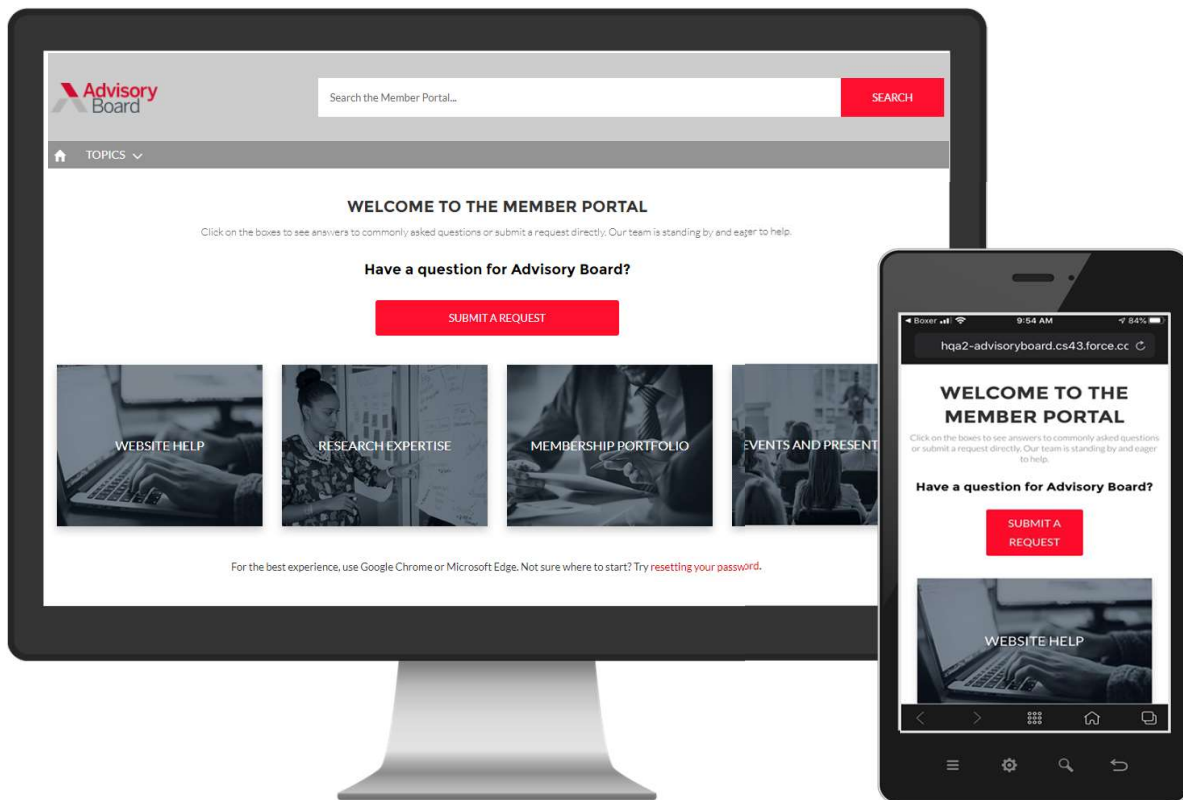 Advisory
Board
Search the Member Portal...
SEARCH
TOPICS
WELCOME TO THE MEMBER PORTAL
Click on the boxes to see answers to commonly asked questions or submit a request directly. Our team is standing by and eager to help.
Have a question for Advisory Board?
SUBMIT A REQUEST
WEBSITE HELP
RESEARCH EXPERTISE
MEMBERSHIP PORTFOLIO
EVENTS AND PRESENT
For the best experience, use Google Chrome or Microsoft Edge. Not sure where to start? Try resetting your password.
Boxer
9:54 AM
84%
hqa2-advisoryboard.cs43.force.cc
WELCOME TO THE
MEMBER PORTAL
Click on the boxes to see answers to commonly asked questions
or submit a request directly. Our team is standing by and eager
to help.
Have a question for Advisory Board?
SUBMIT A
REQUEST
WEBSITE HELP